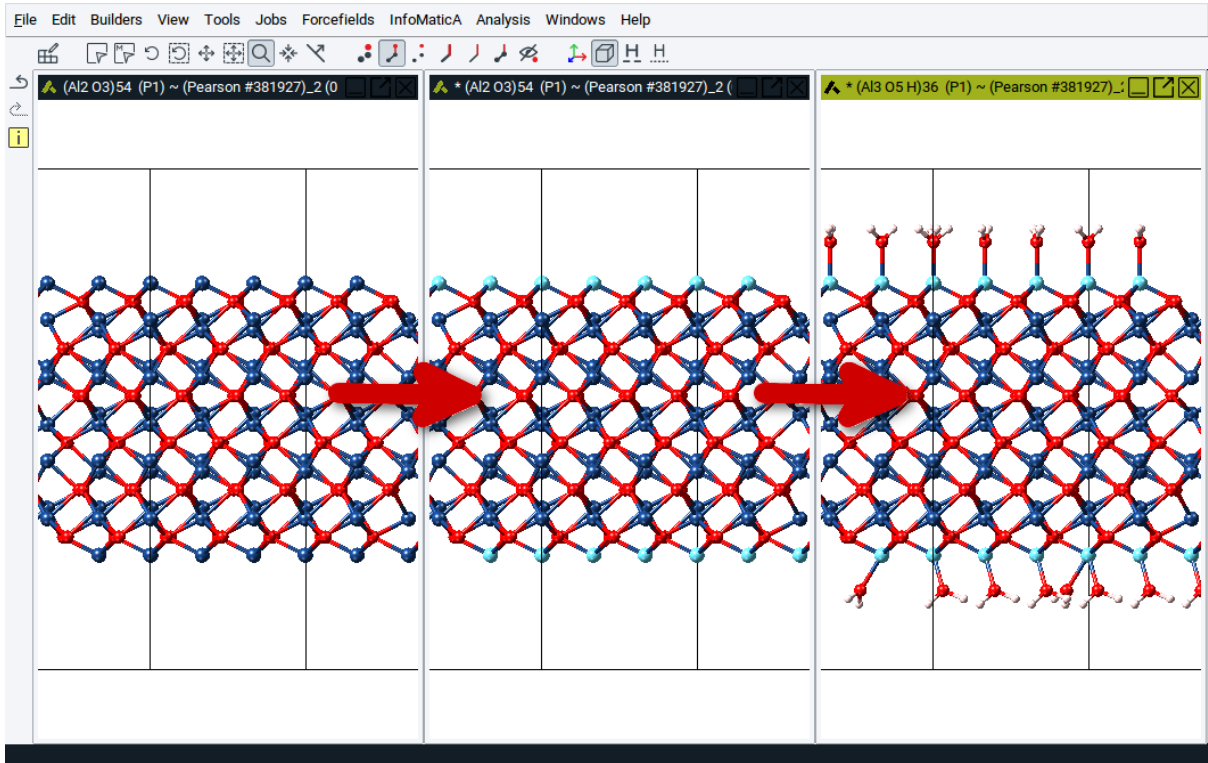 File Edit Builders View Tools Jobs Forcefields InfoMaticA Analysis Windows Help
M
H H
(Al2 O3)54 (P1) ~ (Pearson #381927)_2 (0
* (Al2 O3)54 (P1) ~ (Pearson #381927)_2 (
* (Al3 O5 H)36 (P1) ~ (Pearson #381927)_:
i